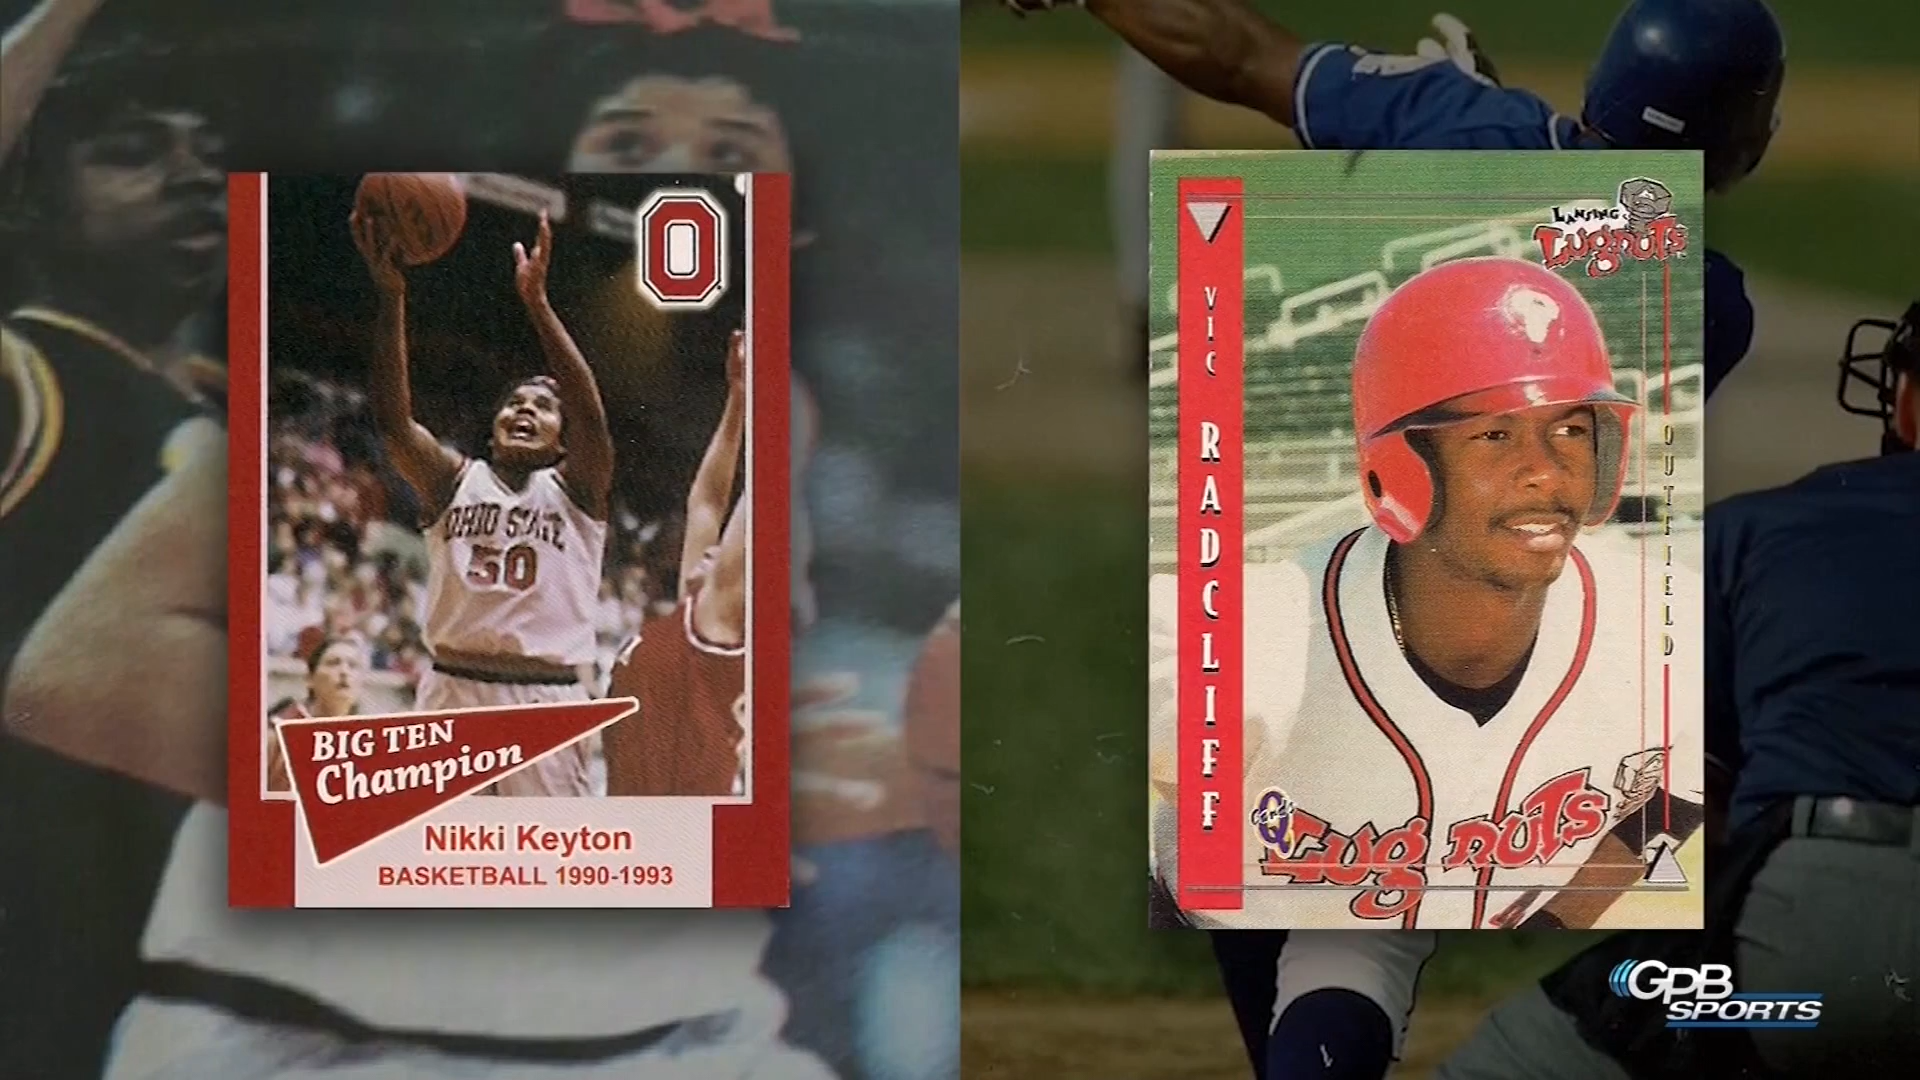 O
OHIO STATE
50
BIG TEN
Champion
Nikki Keyton
BASKETBALL 1990-1993
VIC RADCLIFF
LANSING
LugnuTs
OUTFIELD
Q
Cards
Lug nuTs
GPB
SPORTS